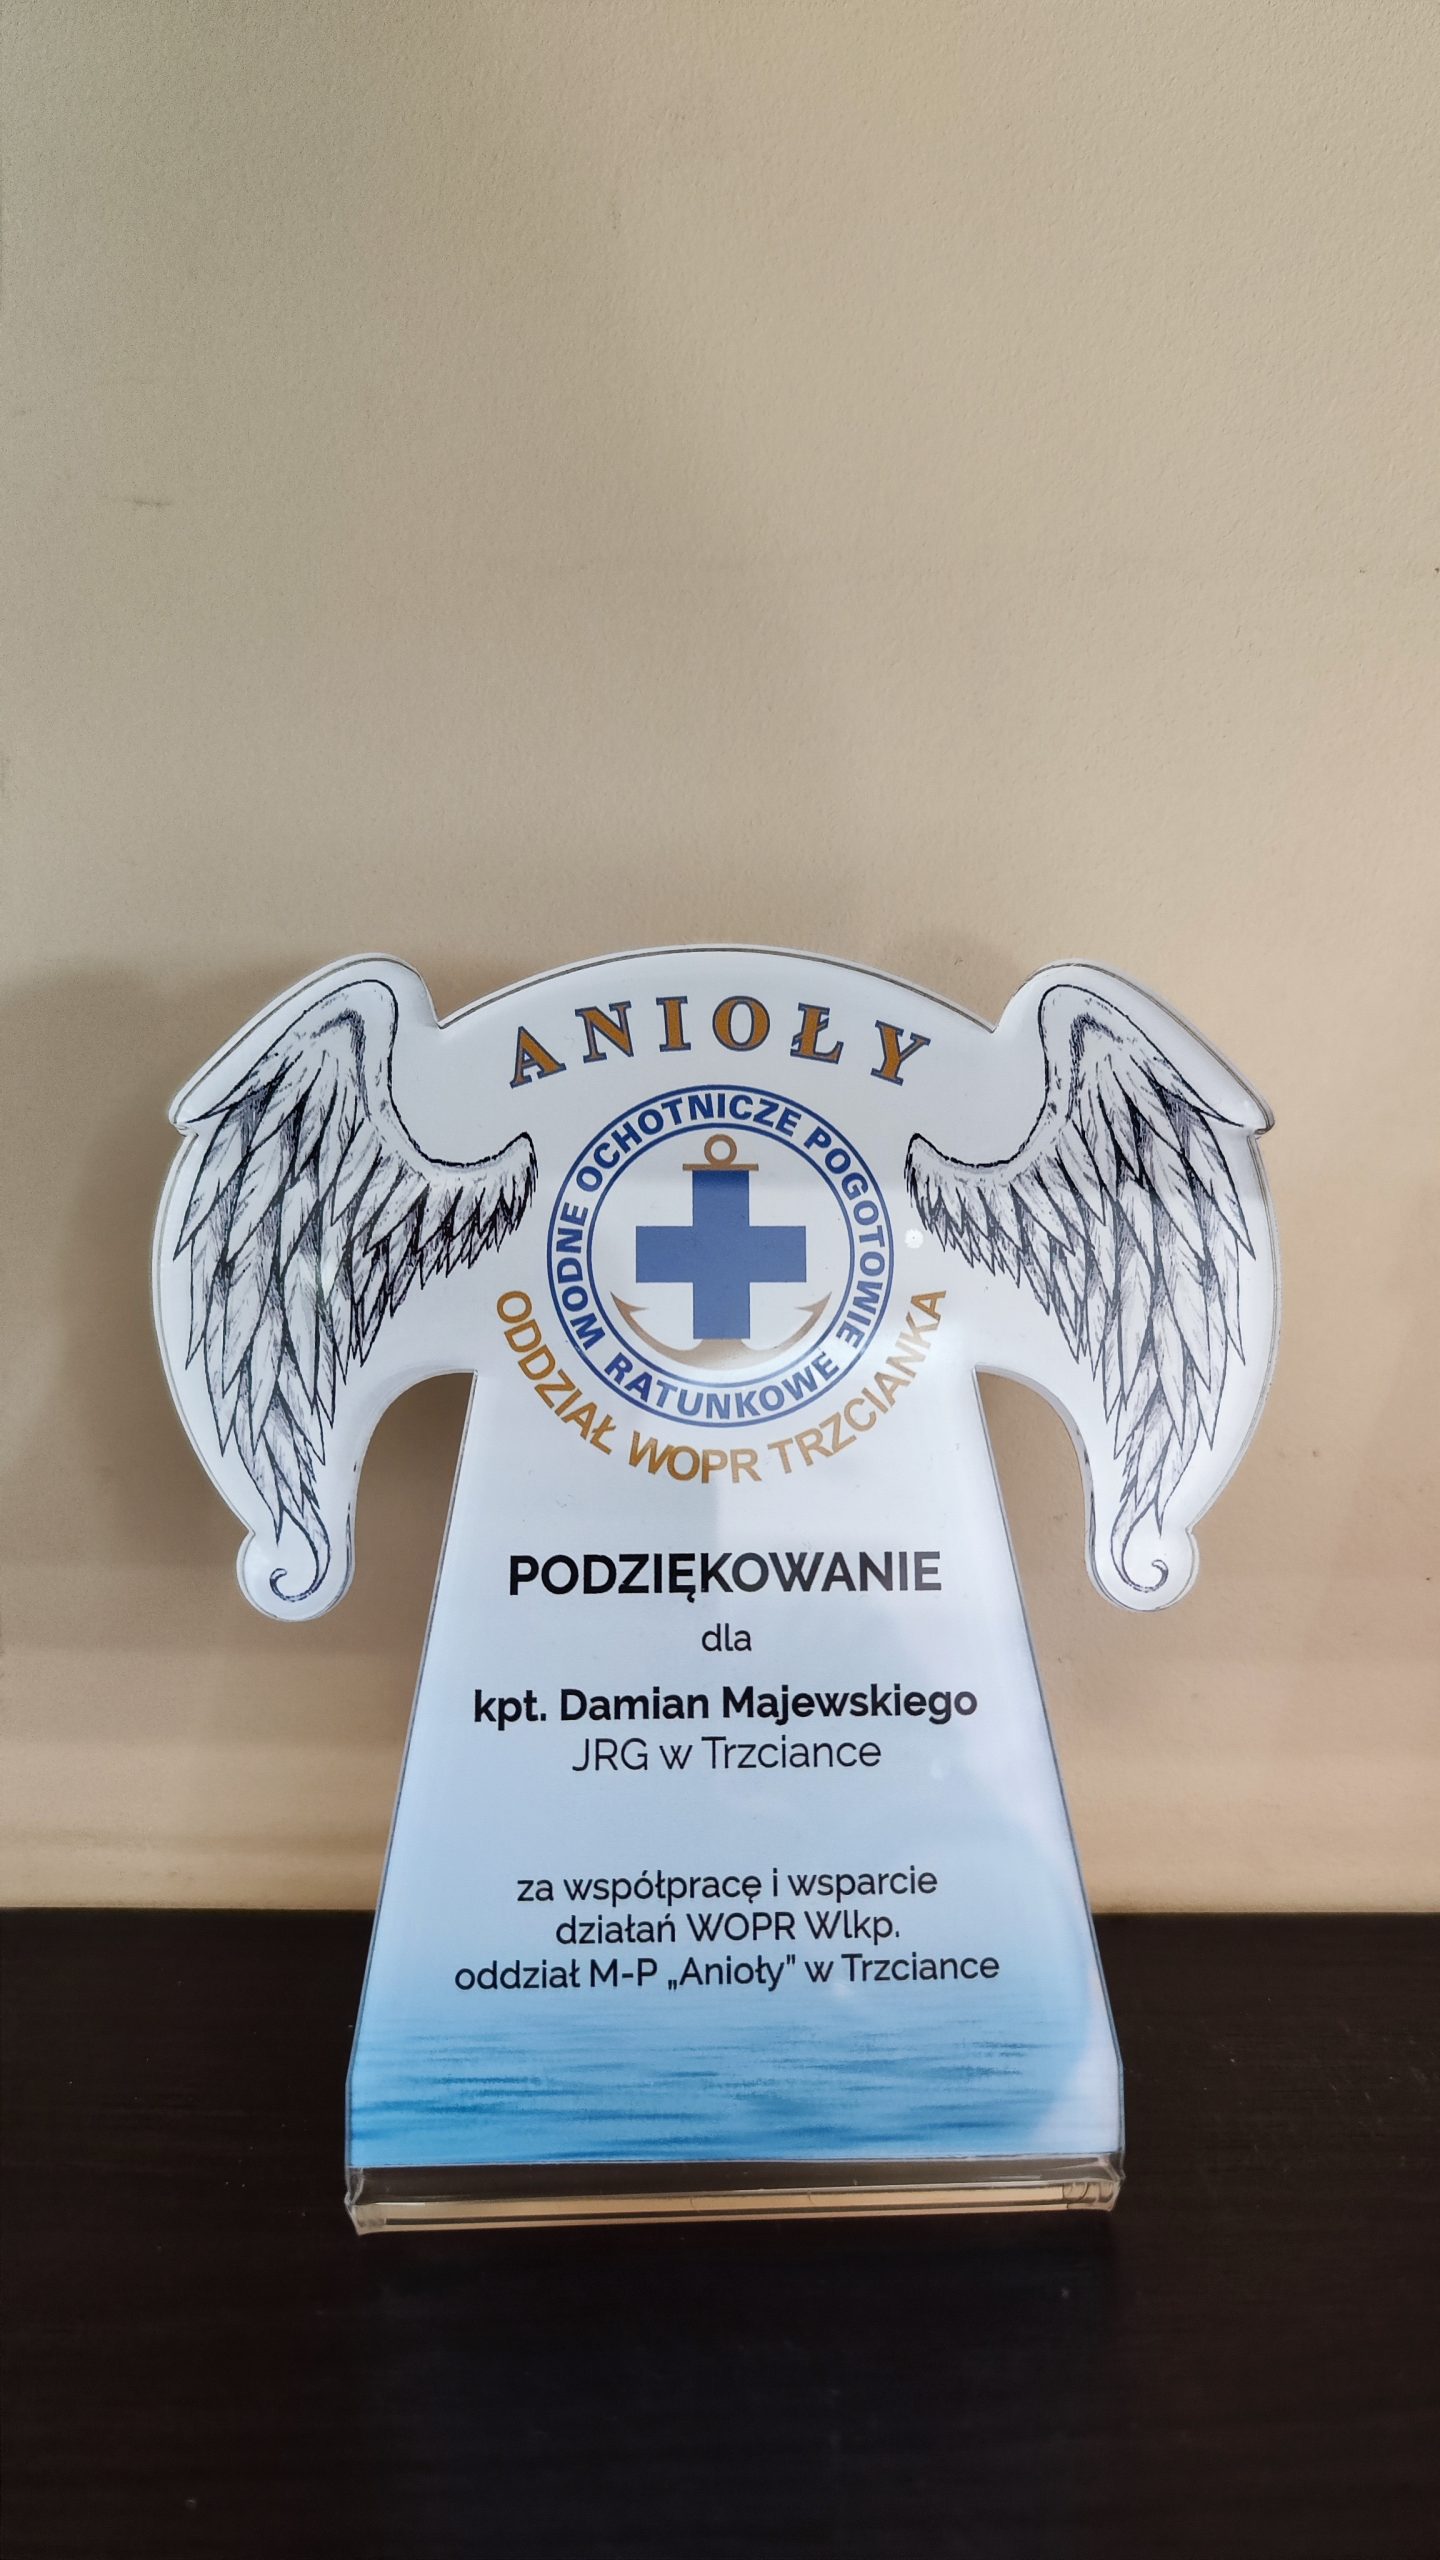 ANIOŁY
WODNE OCHOTNICZE POGOTOWIE RATUNKOWE
ODDZIAŁ WOPR TRZCIANKA
PODZIĘKOWANIE
dla
kpt. Damian Majewskiego
JRG w Trzciance
za współpracę i wsparcie
działań WOPR Wlkp.
oddział M-P „Anioły" w Trzciance